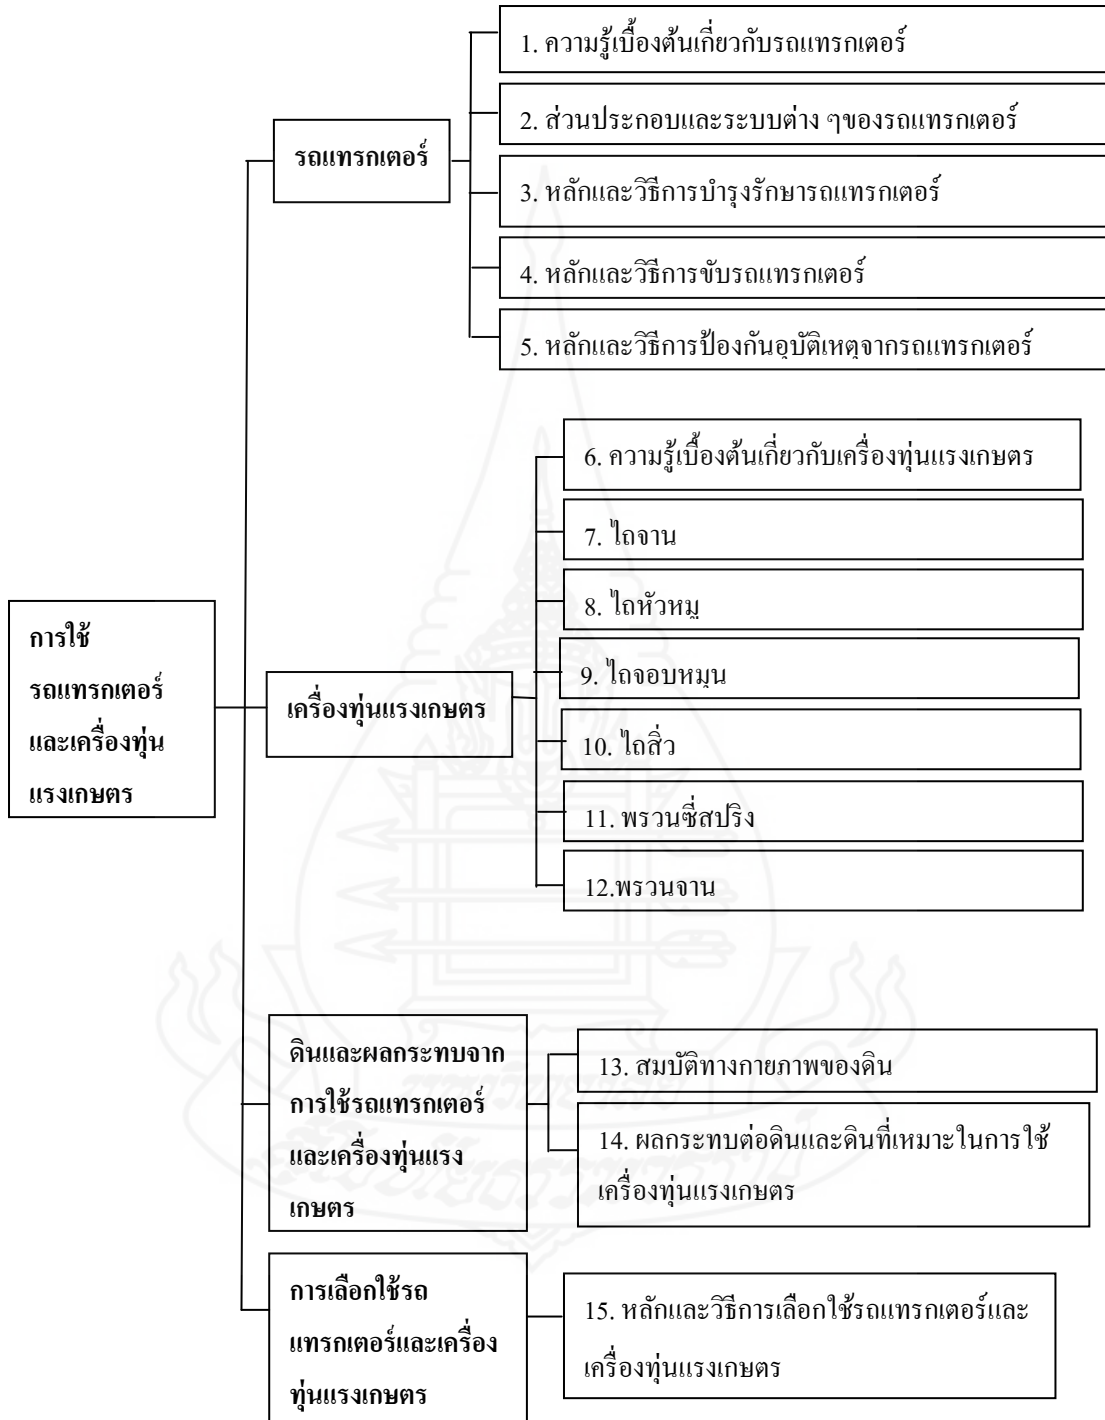 1. ความรู้เบื้องต้นเกี่ยวกับรถแทรกเตอร์
2. ส่วนประกอบและระบบต่าง ๆของรถแทรกเตอร์
รถแทรกเตอร์
3. หลักและวิธีการบำรุงรักษารถแทรกเตอร์
4. หลักและวิธีการขับรถแทรกเตอร์
5. หลักและวิธีการป้องกันอุบัติเหตุจากรถแทรกเตอร์
6. ความรู้เบื้องต้นเกี่ยวกับเครื่องทุ่นแรงเกษตร
7. ไถจาน
8. ไถหัวหมู
การใช้
รถแทรกเตอร์
และเครื่องทุ่น
แรงเกษตร
เครื่องทุ่นแรงเกษตร
9. ไถจอบหมุน
10. ไถสิ่ว
11. พรวนซี่สปริง
12.พรวนจาน
ดินและผลกระทบจาก
การใช้รถแทรกเตอร์
และเครื่องทุ่นแรง
เกษตร
13. สมบัติทางกายภาพของดิน
14. ผลกระทบต่อดินและดินที่เหมาะในการใช้
เครื่องทุ่นแรงเกษตร
การเลือกใช้รถ
แทรกเตอร์และเครื่อง
ทุ่นแรงเกษตร
15. หลักและวิธีการเลือกใช้รถแทรกเตอร์และ
เครื่องทุ่นแรงเกษตร